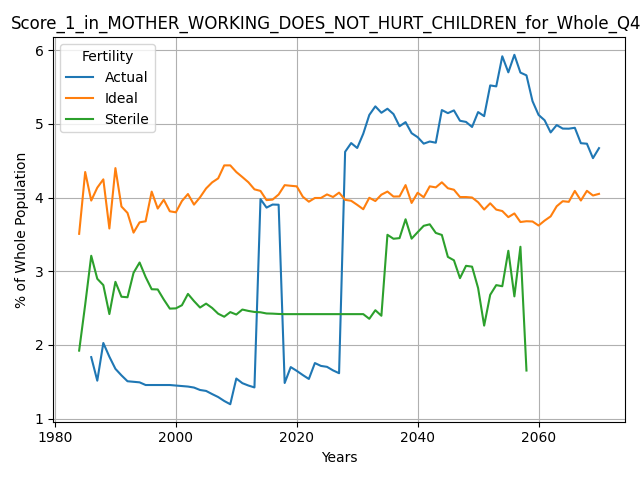 Score_1_in_MOTHER_WORKING_DOES_NOT_HURT_CHILDREN_for_Whole_Q4
Fertility
Actual
Ideal
Sterile
% of Whole Population
6
5
4
3
2
1
1980 2000 2020 2040 2060
Years